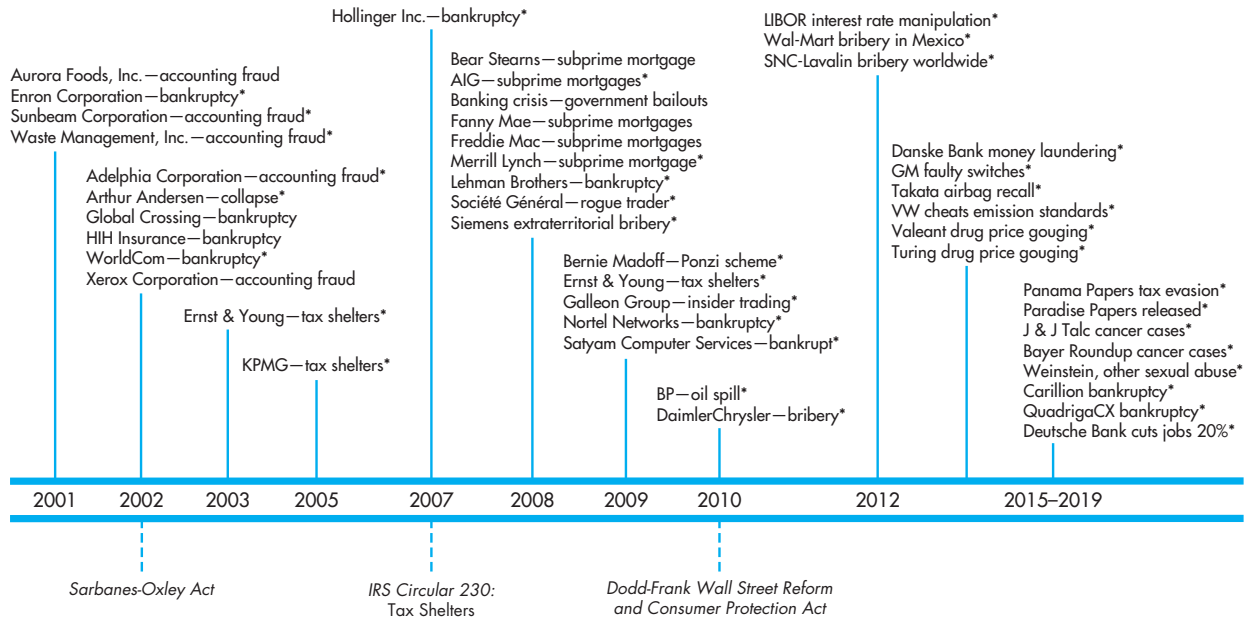 Hollinger Inc.—bankruptcy*
LIBOR interest rate manipulation*
Wal-Mart bribery in Mexico*
SNC-Lavalin bribery worldwide*
Aurora Foods, Inc.—accounting fraud
Enron Corporation—bankruptcy*
Sunbeam Corporation—accounting fraud*
Waste Management, Inc.—accounting fraud*
Bear Stearns—subprime mortgage
AIG—subprime mortgages*
Banking crisis—government bailouts
Fanny Mae—subprime mortgages
Freddie Mac—subprime mortgages
Merrill Lynch—subprime mortgage*
Lehman Brothers—bankruptcy*
Société Général—rogue trader*
Siemens extraterritorial bribery*
Adelphia Corporation—accounting fraud*
Arthur Andersen—collapse*
Global Crossing—bankruptcy
HIH Insurance—bankruptcy
WorldCom—bankruptcy*
Xerox Corporation—accounting fraud
Danske Bank money laundering*
GM faulty switches*
Takata airbag recall*
VW cheats emission standards*
Valeant drug price gouging*
Turing drug price gouging*
Bernie Madoff—Ponzi scheme*
Ernst & Young—tax shelters*
Galleon Group—insider trading*
Nortel Networks—bankruptcy*
Satyam Computer Services—bankrupt*
Ernst & Young—tax shelters*
KPMG—tax shelters*
Panama Papers tax evasion*
Paradise Papers released*
J & J Talc cancer cases*
Bayer Roundup cancer cases*
Weinstein, other sexual abuse*
Carillion bankruptcy*
QuadrigaCX bankruptcy*
Deutsche Bank cuts jobs 20%*
BP—oil spill*
DaimlerChrysler—bribery*
2001 2002 2003 2005 2007 2008 2009 2010 2012 2015–2019
Sarbanes-Oxley Act
IRS Circular 230:
Tax Shelters
Dodd-Frank Wall Street Reform
and Consumer Protection Act